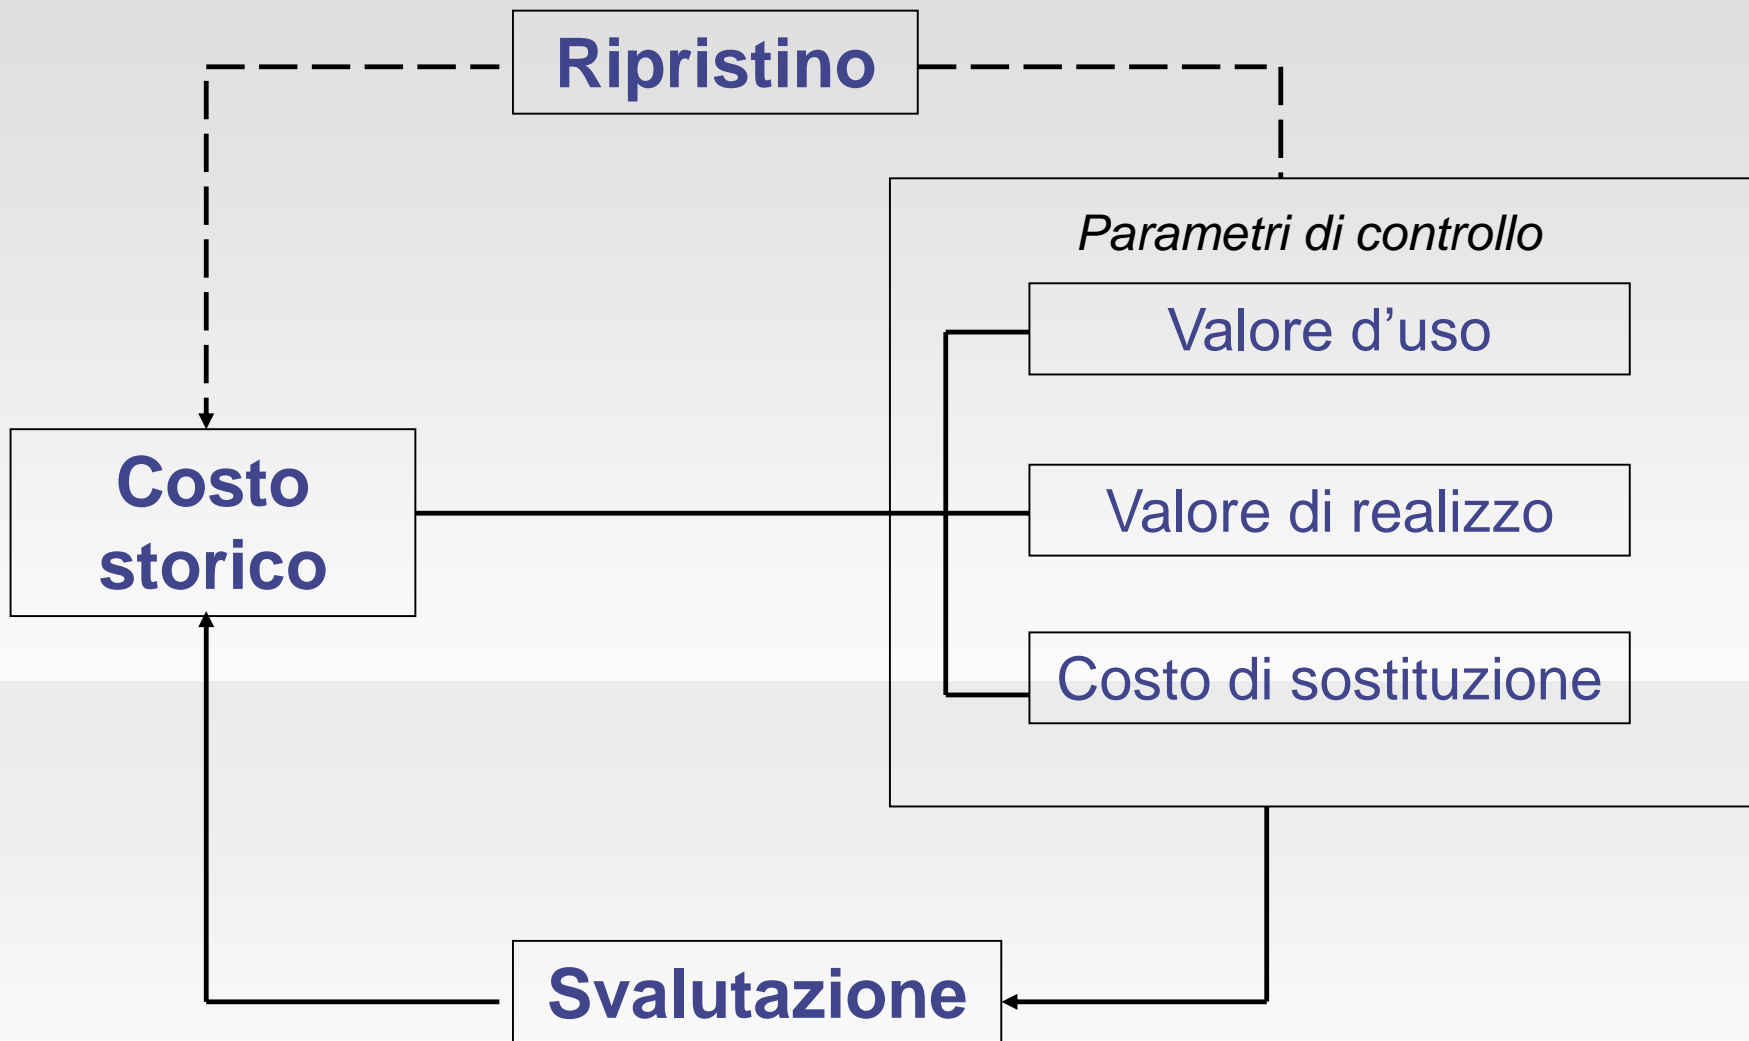 Ripristino
Parametri di controllo
Valore d’uso
Costo
storico
Valore di realizzo
Costo di sostituzione
Svalutazione